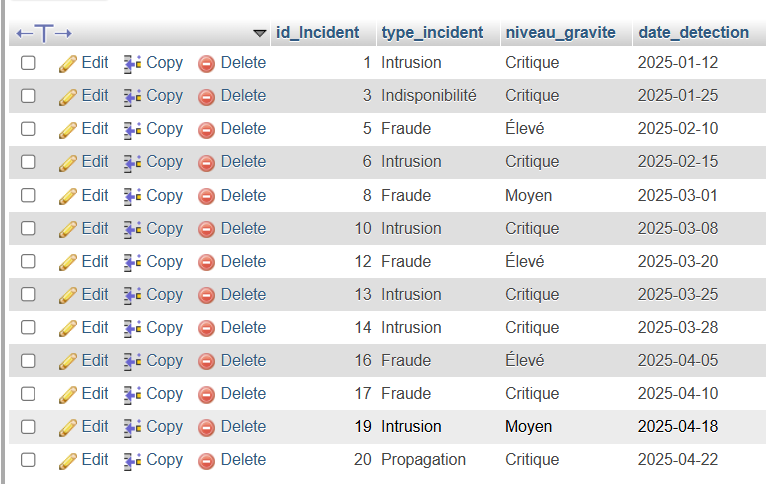 id_Incident type_incident niveau_gravite date_detection
Edit Copy Delete 1 Intrusion Critique 2025-01-12
Edit Copy Delete 3 Indisponibilité Critique 2025-01-25
Edit Copy Delete 5 Fraude Élevé 2025-02-10
Edit Copy Delete 6 Intrusion Critique 2025-02-15
Edit Copy Delete 8 Fraude Moyen 2025-03-01
Edit Copy Delete 10 Intrusion Critique 2025-03-08
Edit Copy Delete 12 Fraude Élevé 2025-03-20
Edit Copy Delete 13 Intrusion Critique 2025-03-25
Edit Copy Delete 14 Intrusion Critique 2025-03-28
Edit Copy Delete 16 Fraude Élevé 2025-04-05
Edit Copy Delete 17 Fraude Critique 2025-04-10
Edit Copy Delete 19 Intrusion Moyen 2025-04-18
Edit Copy Delete 20 Propagation Critique 2025-04-22